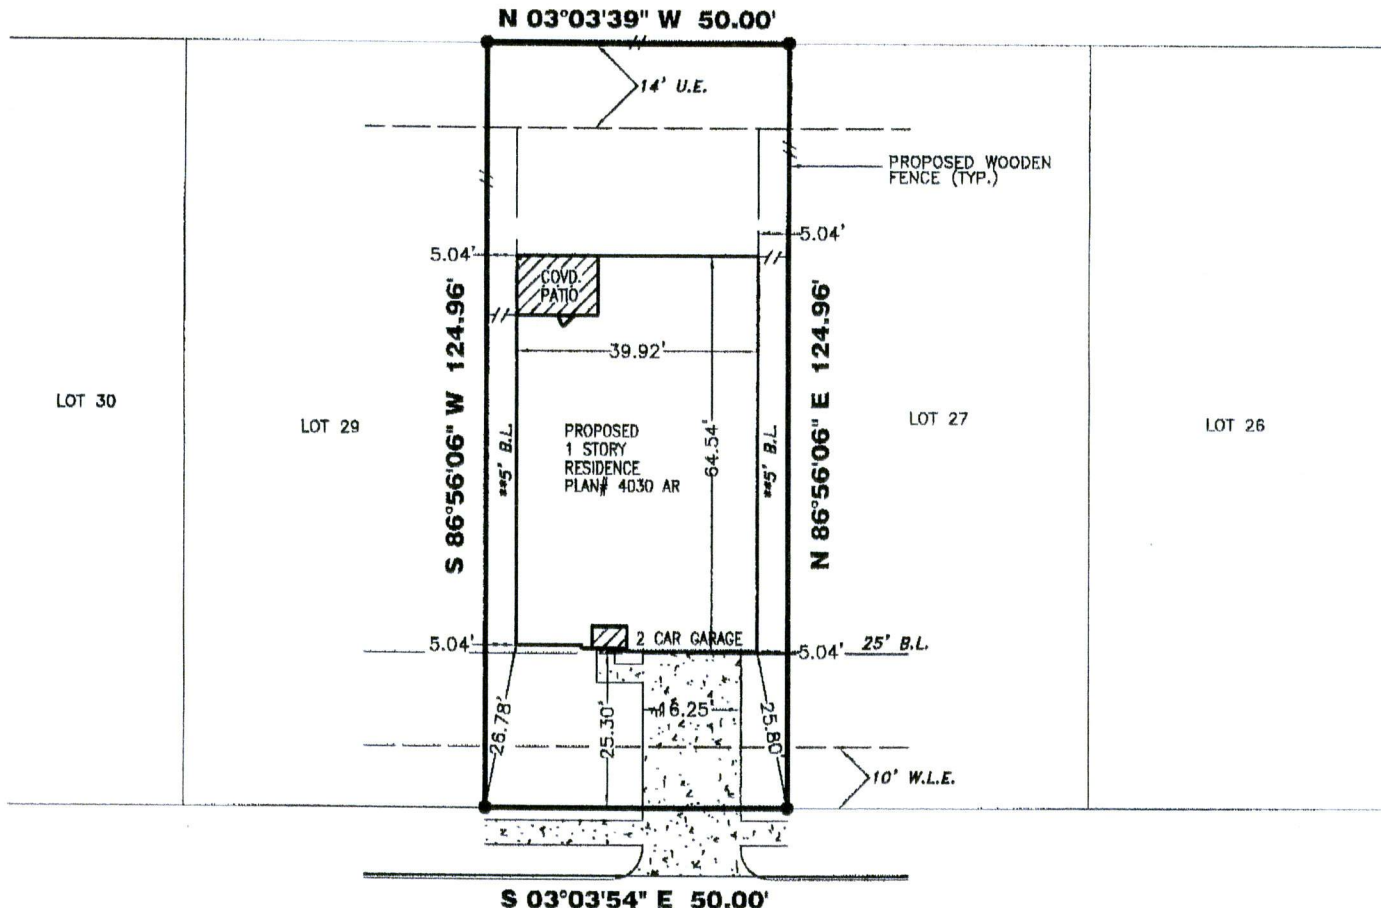 N 03°03'39" W 50.00'
14' U.E.
PROPOSED WOODEN
FENCE (TYP.)
5.04'
5.04'
COVD.
PATIO
S 86°56'06" W 124.96'
N 86°56'06" E 124.96'
39.92'
LOT 30
LOT 29
LOT 27
LOT 26
**5' B.L.
PROPOSED
1 STORY
RESIDENCE
PLAN# 4030 AR
64.54'
**5' B.L.
5.04'
2 CAR GARAGE
5.04'
25' B.L.
26.78'
25.30'
16.25'
25.80'
10' W.L.E.
S 03°03'54" E 50.00'